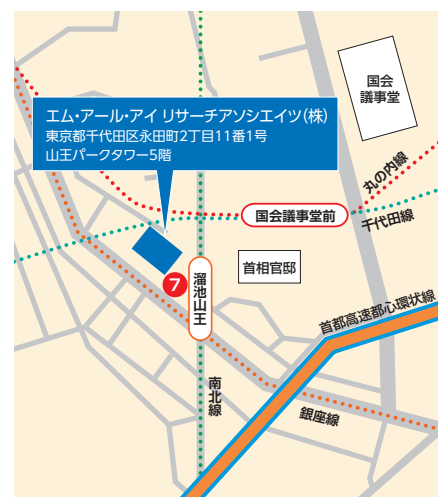 国会
議事堂
エム・アール・アイ リサーチアソシエイツ(株)
東京都千代田区永田町2丁目11番1号
山王パークタワー5階
丸の内線
国会議事堂前
千代田線
首相官邸
7
溜池山王
首都高速都心環状線
南北線
銀座線